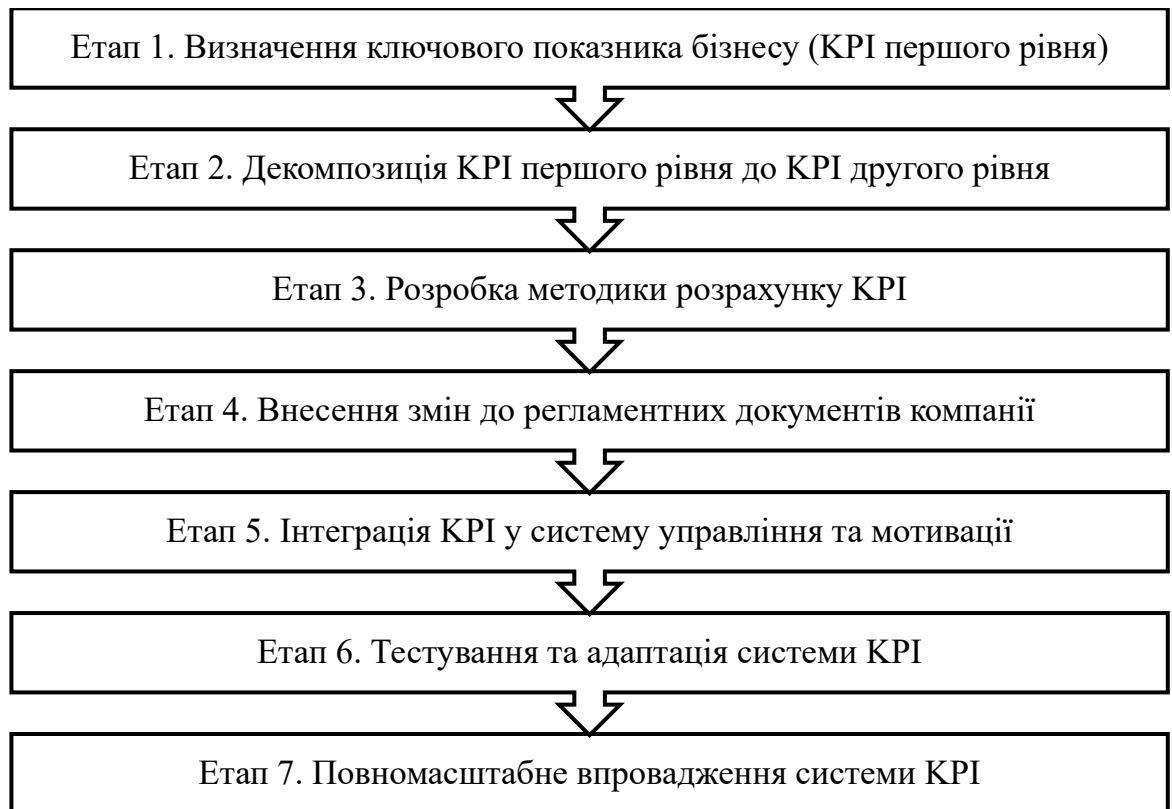 Етап 1. Визначення ключового показника бізнесу (KPI першого рівня)
Етап 2. Декомпозиція KPI першого рівня до KPI другого рівня
Етап 3. Розробка методики розрахунку KPI
Етап 4. Внесення змін до регламентних документів компанії
Етап 5. Інтеграція KPI у систему управління та мотивації
Етап 6. Тестування та адаптація системи KPI
Етап 7. Повномасштабне впровадження системи KPI